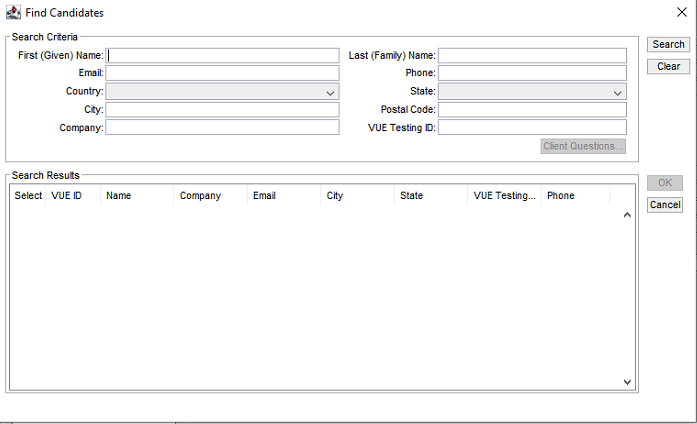 Find Candidates
Search Criteria
First (Given) Name: Last (Family) Name: Search
Email: Phone: Clear
Country: State:
City: Postal Code:
Company: VUE Testing ID:
Client Questions...
Search Results OK
Select VUE ID Name Company Email City State VUE Testing... Phone Cancel